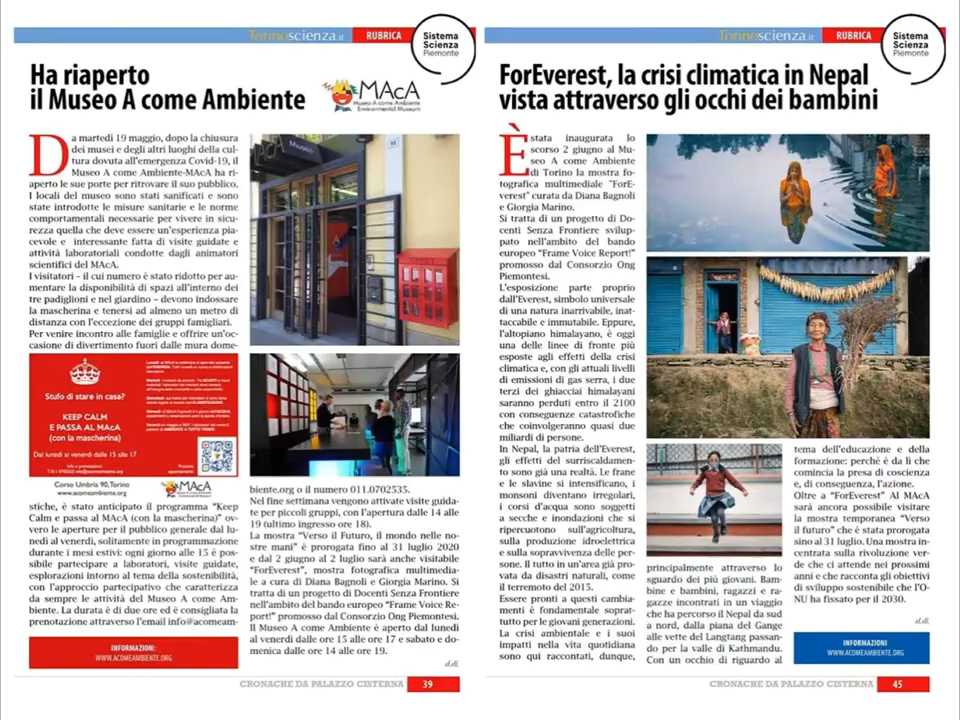 Torinoscienza.it
RUBRICA
Sistema
Scienza
Piemonte
Ha riaperto
il Museo A come Ambiente
MAcA
Museo A come Ambiente
Environmental Museum
Da martedì 19 maggio, dopo la chiusura
dei musei e degli altri luoghi della cul-
tura dovuta all'emergenza Covid-19, il
Museo A come Ambiente-MAcA ha ri-
aperto le sue porte per ritrovare il suo pubblico.
I locali del museo sono stati sanificati e sono
state introdotte le misure sanitarie e le norme
comportamentali necessarie per vivere in sicu-
rezza quella che deve essere un'esperienza pia-
cevole e interessante fatta di visite guidate e
attività laboratoriali condotte dagli animatori
scientifici del MAcA.
I visitatori – il cui numero è stato ridotto per au-
mentare la disponibilità di spazi all'interno dei
tre padiglioni e nel giardino – devono indossare
la mascherina e tenersi ad almeno un metro di
distanza con l'eccezione dei gruppi famigliari.
Per venire incontro alle famiglie e offrire un'oc-
casione di divertimento fuori dalle mura dome-
Stufo di stare in casa?
KEEP CALM
E PASSA AL MAcA
(con la mascherina)
Dal lunedì al venerdì dalle 15 alle 17
Corso Umbria 90, Torino
www.acomeambiente.org
MAcA
stiche, è stato anticipato il programma "Keep
Calm e passa al MAcA (con la mascherina)" ov-
vero le aperture per il pubblico generale dal lu-
nedì al venerdì, solitamente in programmazione
durante i mesi estivi: ogni giorno alle 15 è pos-
sibile partecipare a laboratori, visite guidate,
esplorazioni intorno al tema della sostenibilità,
con l'approccio partecipativo che caratterizza
da sempre le attività del Museo A come Am-
biente. La durata è di due ore ed è consigliata la
prenotazione attraverso l'email info@acomeam-
INFORMAZIONI:
WWW.ACOMEAMBIENTE.ORG
biente.org o il numero 011.0702535.
Nel fine settimana vengono attivate visite guida-
te per piccoli gruppi, con l'apertura dalle 14 alle
19 (ultimo ingresso ore 18).
La mostra "Verso il Futuro, il mondo nelle no-
stre mani" è prorogata fino al 31 luglio 2020
e dal 2 giugno al 2 luglio sarà anche visitabile
"ForEverest", mostra fotografica multimedia-
le a cura di Diana Bagnoli e Giorgia Marino. Si
tratta di un progetto di Docenti Senza Frontiere
nell'ambito del bando europeo "Frame Voice Re-
port!" promosso dal Consorzio Ong Piemontesi.
Il Museo A come Ambiente è aperto dal lunedì
al venerdì dalle ore 15 alle ore 17 e sabato e do-
menica dalle ore 14 alle ore 19.
d.di.
CRONACHE DA PALAZZO CISTERNA
39
Torinoscienza.it
RUBRICA
Sistema
Scienza
Piemonte
ForEverest, la crisi climatica in Nepal
vista attraverso gli occhi dei bambini
È stata inaugurata lo
scorso 2 giugno al Mu-
seo A come Ambiente
di Torino la mostra fo-
tografica multimediale "ForE-
verest" curata da Diana Bagnoli
e Giorgia Marino.
Si tratta di un progetto di Do-
centi Senza Frontiere svilup-
pato nell'ambito del bando
europeo "Frame Voice Report!"
promosso dal Consorzio Ong
Piemontesi.
L'esposizione parte proprio
dall'Everest, simbolo universale
di una natura inarrivabile, inat-
taccabile e immutabile. Eppure,
l'altopiano himalayano, è oggi
una delle linee di fronte più
esposte agli effetti della crisi
climatica e, con gli attuali livelli
di emissioni di gas serra, i due
terzi dei ghiacciai himalayani
saranno perduti entro il 2100
con conseguenze catastrofiche
che coinvolgeranno quasi due
miliardi di persone.
In Nepal, la patria dell'Everest,
gli effetti del surriscaldamen-
to sono già una realtà. Le frane
e le slavine si intensificano, i
monsoni diventano irregolari,
i corsi d'acqua sono soggetti
a secche e inondazioni che si
ripercuotono sull'agricoltura,
sulla produzione idroelettrica
e sulla sopravvivenza delle per-
sone. Il tutto in un'area già pro-
vata da disastri naturali, come
il terremoto del 2015.
Essere pronti a questi cambia-
menti è fondamentale soprat-
tutto per le giovani generazioni.
La crisi ambientale e i suoi
impatti nella vita quotidiana
sono qui raccontati, dunque,
principalmente attraverso lo
sguardo dei più giovani. Bam-
bine e bambini, ragazzi e ra-
gazze incontrati in un viaggio
che ha percorso il Nepal da sud
a nord, dalla piana del Gange
alle vette del Langtang passan-
do per la valle di Kathmandu.
Con un occhio di riguardo al
tema dell'educazione e della
formazione: perché è da lì che
comincia la presa di coscienza
e, di conseguenza, l'azione.
Oltre a "ForEverest" Al MAcA
sarà ancora possibile visitare
la mostra temporanea "Verso
il futuro" che è stata prorogata
sino al 31 luglio. Una mostra in-
centrata sulla rivoluzione ver-
de che ci attende nei prossimi
anni e che racconta gli obiettivi
di sviluppo sostenibile che l'O-
NU ha fissato per il 2030.
d.di.
INFORMAZIONI
WWW.ACOMEAMBIENTE.ORG
CRONACHE DA PALAZZO CISTERNA
45